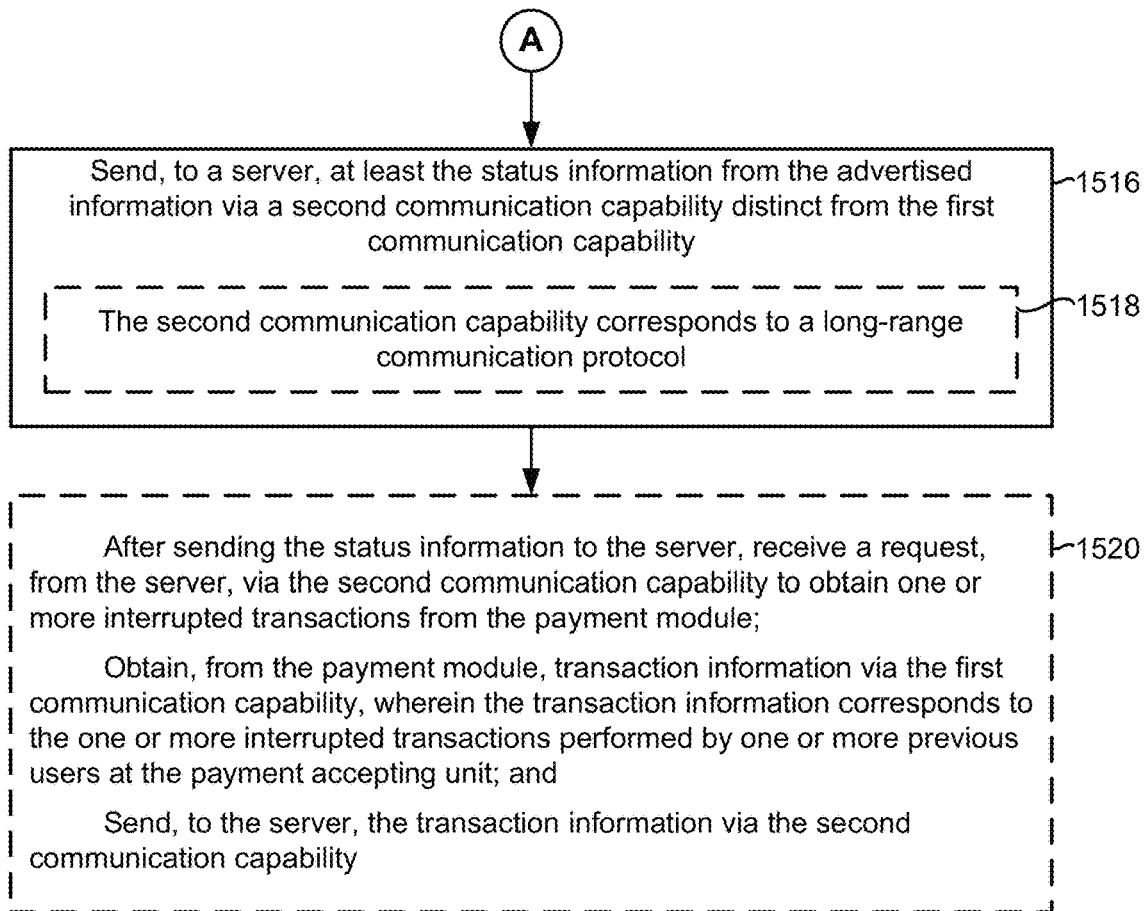 A
Send, to a server, at least the status information from the advertised
information via a second communication capability distinct from the first
communication capability
1516
The second communication capability corresponds to a long-range
communication protocol
1518
After sending the status information to the server, receive a request,
from the server, via the second communication capability to obtain one or
more interrupted transactions from the payment module;
Obtain, from the payment module, transaction information via the first
communication capability, wherein the transaction information corresponds to
the one or more interrupted transactions performed by one or more previous
users at the payment accepting unit; and
Send, to the server, the transaction information via the second
communication capability
1520